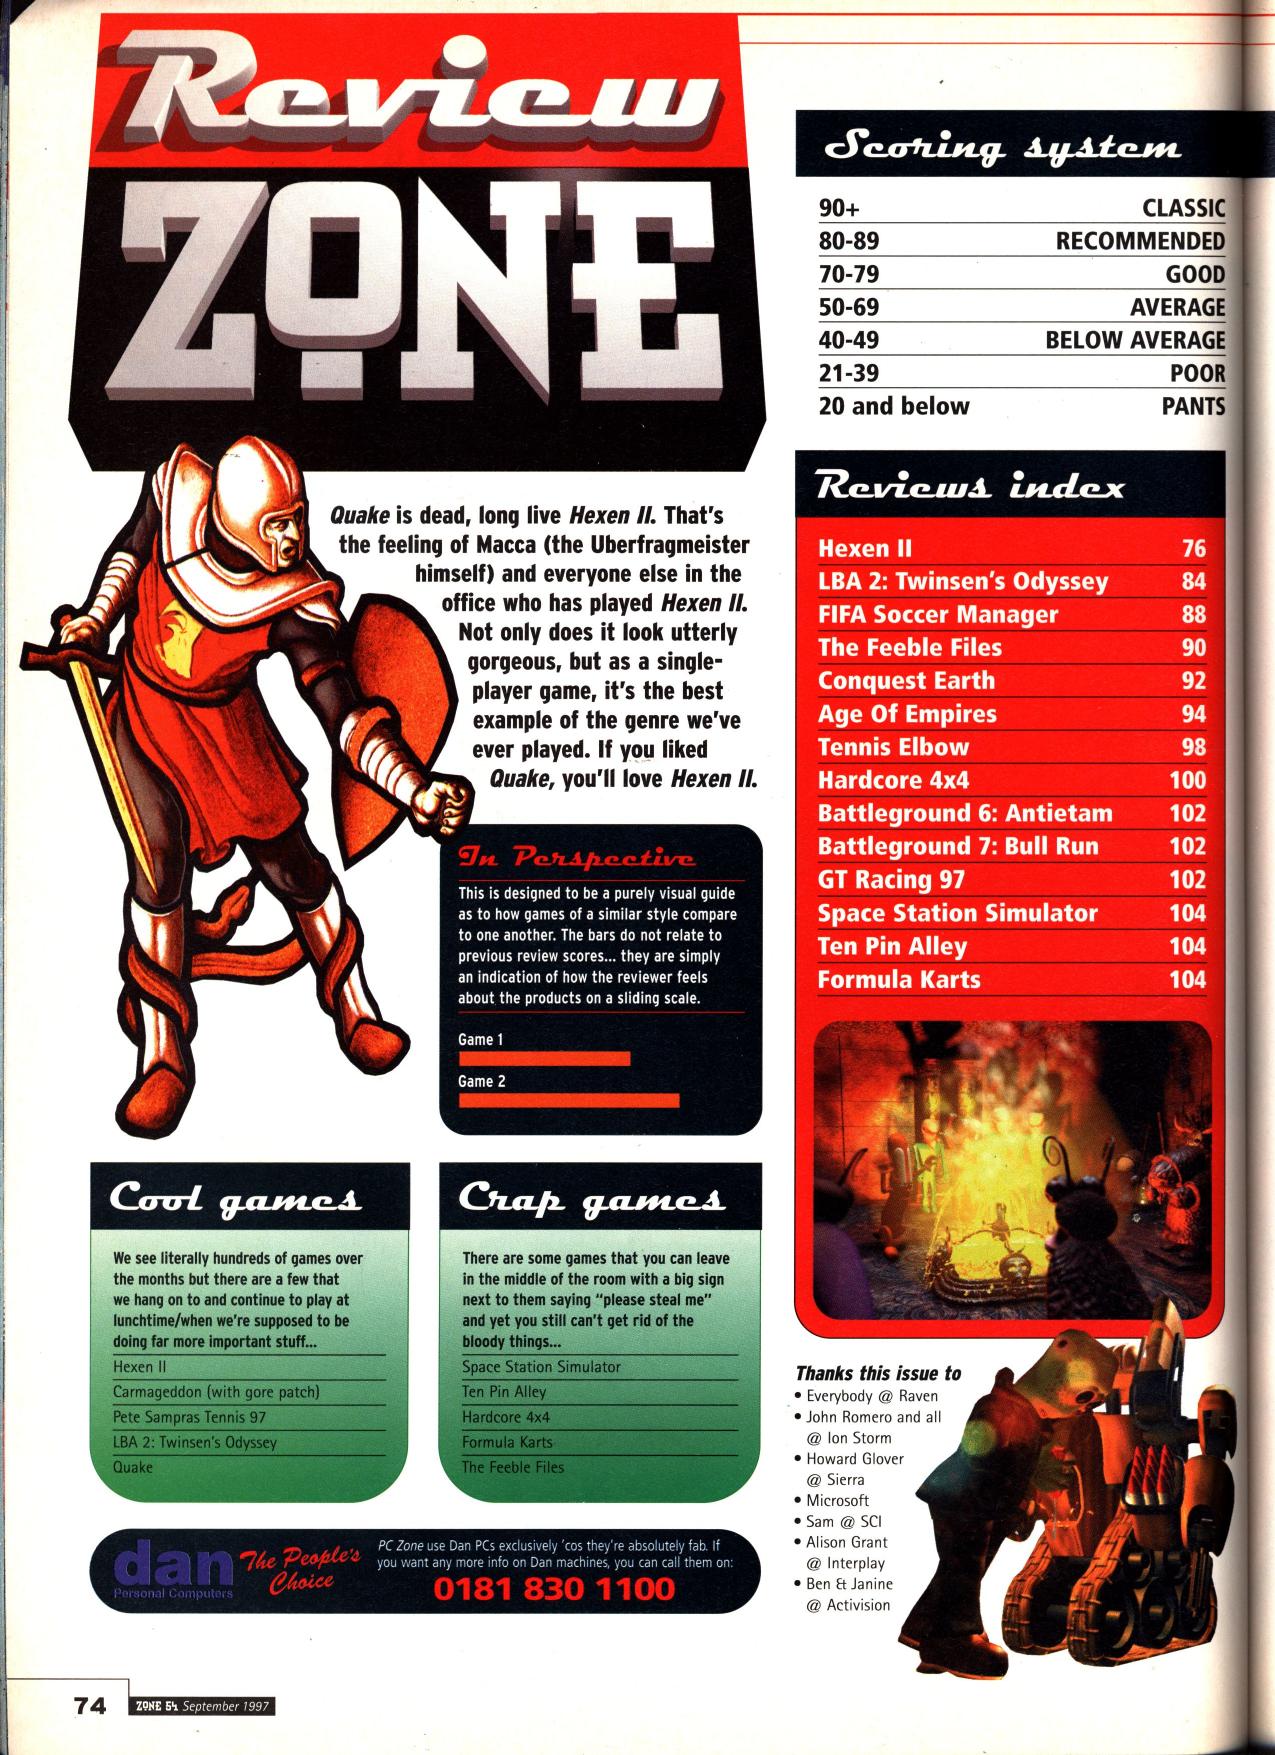 Review
ZONE
Quake is dead, long live Hexen II. That's
the feeling of Macca (the Uberfragmeister
himself) and everyone else in the
office who has played Hexen II.
Not only does it look utterly
gorgeous, but as a single-
player game, it's the best
example of the genre we've
ever played. If you liked
Quake, you'll love Hexen II.
In Perspective
This is designed to be a purely visual guide
as to how games of a similar style compare
to one another. The bars do not relate to
previous review scores... they are simply
an indication of how the reviewer feels
about the products on a sliding scale.
Game 1
Game 2
Cool games
We see literally hundreds of games over
the months but there are a few that
we hang on to and continue to play at
lunchtime/when we're supposed to be
doing far more important stuff...
Hexen II
Carmageddon (with gore patch)
Pete Sampras Tennis 97
LBA 2: Twinsen's Odyssey
Quake
Crap games
There are some games that you can leave
in the middle of the room with a big sign
next to them saying "please steal me"
and yet you still can't get rid of the
bloody things...
Space Station Simulator
Ten Pin Alley
Hardcore 4x4
Formula Karts
The Feeble Files
dan
Personal Computers
The People's
Choice
PC Zone use Dan PCs exclusively 'cos they're absolutely fab. If
you want any more info on Dan machines, you can call them on:
0181 830 1100
Scoring system
90+ CLASSIC
80-89 RECOMMENDED
70-79 GOOD
50-69 AVERAGE
40-49 BELOW AVERAGE
21-39 POOR
20 and below PANTS
Reviews index
Hexen II 76
LBA 2: Twinsen's Odyssey 84
FIFA Soccer Manager 88
The Feeble Files 90
Conquest Earth 92
Age Of Empires 94
Tennis Elbow 98
Hardcore 4x4 100
Battleground 6: Antietam 102
Battleground 7: Bull Run 102
GT Racing 97 102
Space Station Simulator 104
Ten Pin Alley 104
Formula Karts 104
Thanks this issue to
• Everybody @ Raven
• John Romero and all
@ Ion Storm
• Howard Glover
@ Sierra
• Microsoft
• Sam @ SCI
• Alison Grant
@ Interplay
• Ben & Janine
@ Activision
74 ZONE 54 September 1997